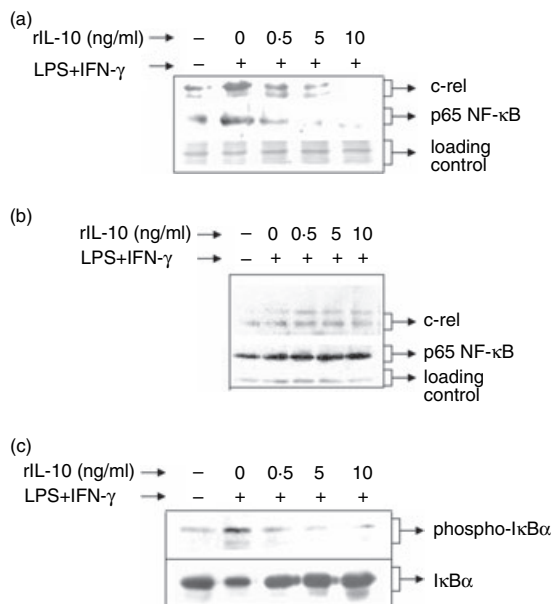 (a)
rIL-10 (ng/ml) → – 0 0·5 5 10
LPS+IFN-γ → – + + + +
c-rel
p65 NF-κB
loading
control
(b)
rIL-10 (ng/ml) → – 0 0·5 5 10
LPS+IFN-γ → – + + + +
c-rel
p65 NF-κB
loading
control
(c)
rIL-10 (ng/ml) → – 0 0·5 5 10
LPS+IFN-γ → – + + + +
phospho-IκBα
IκBα